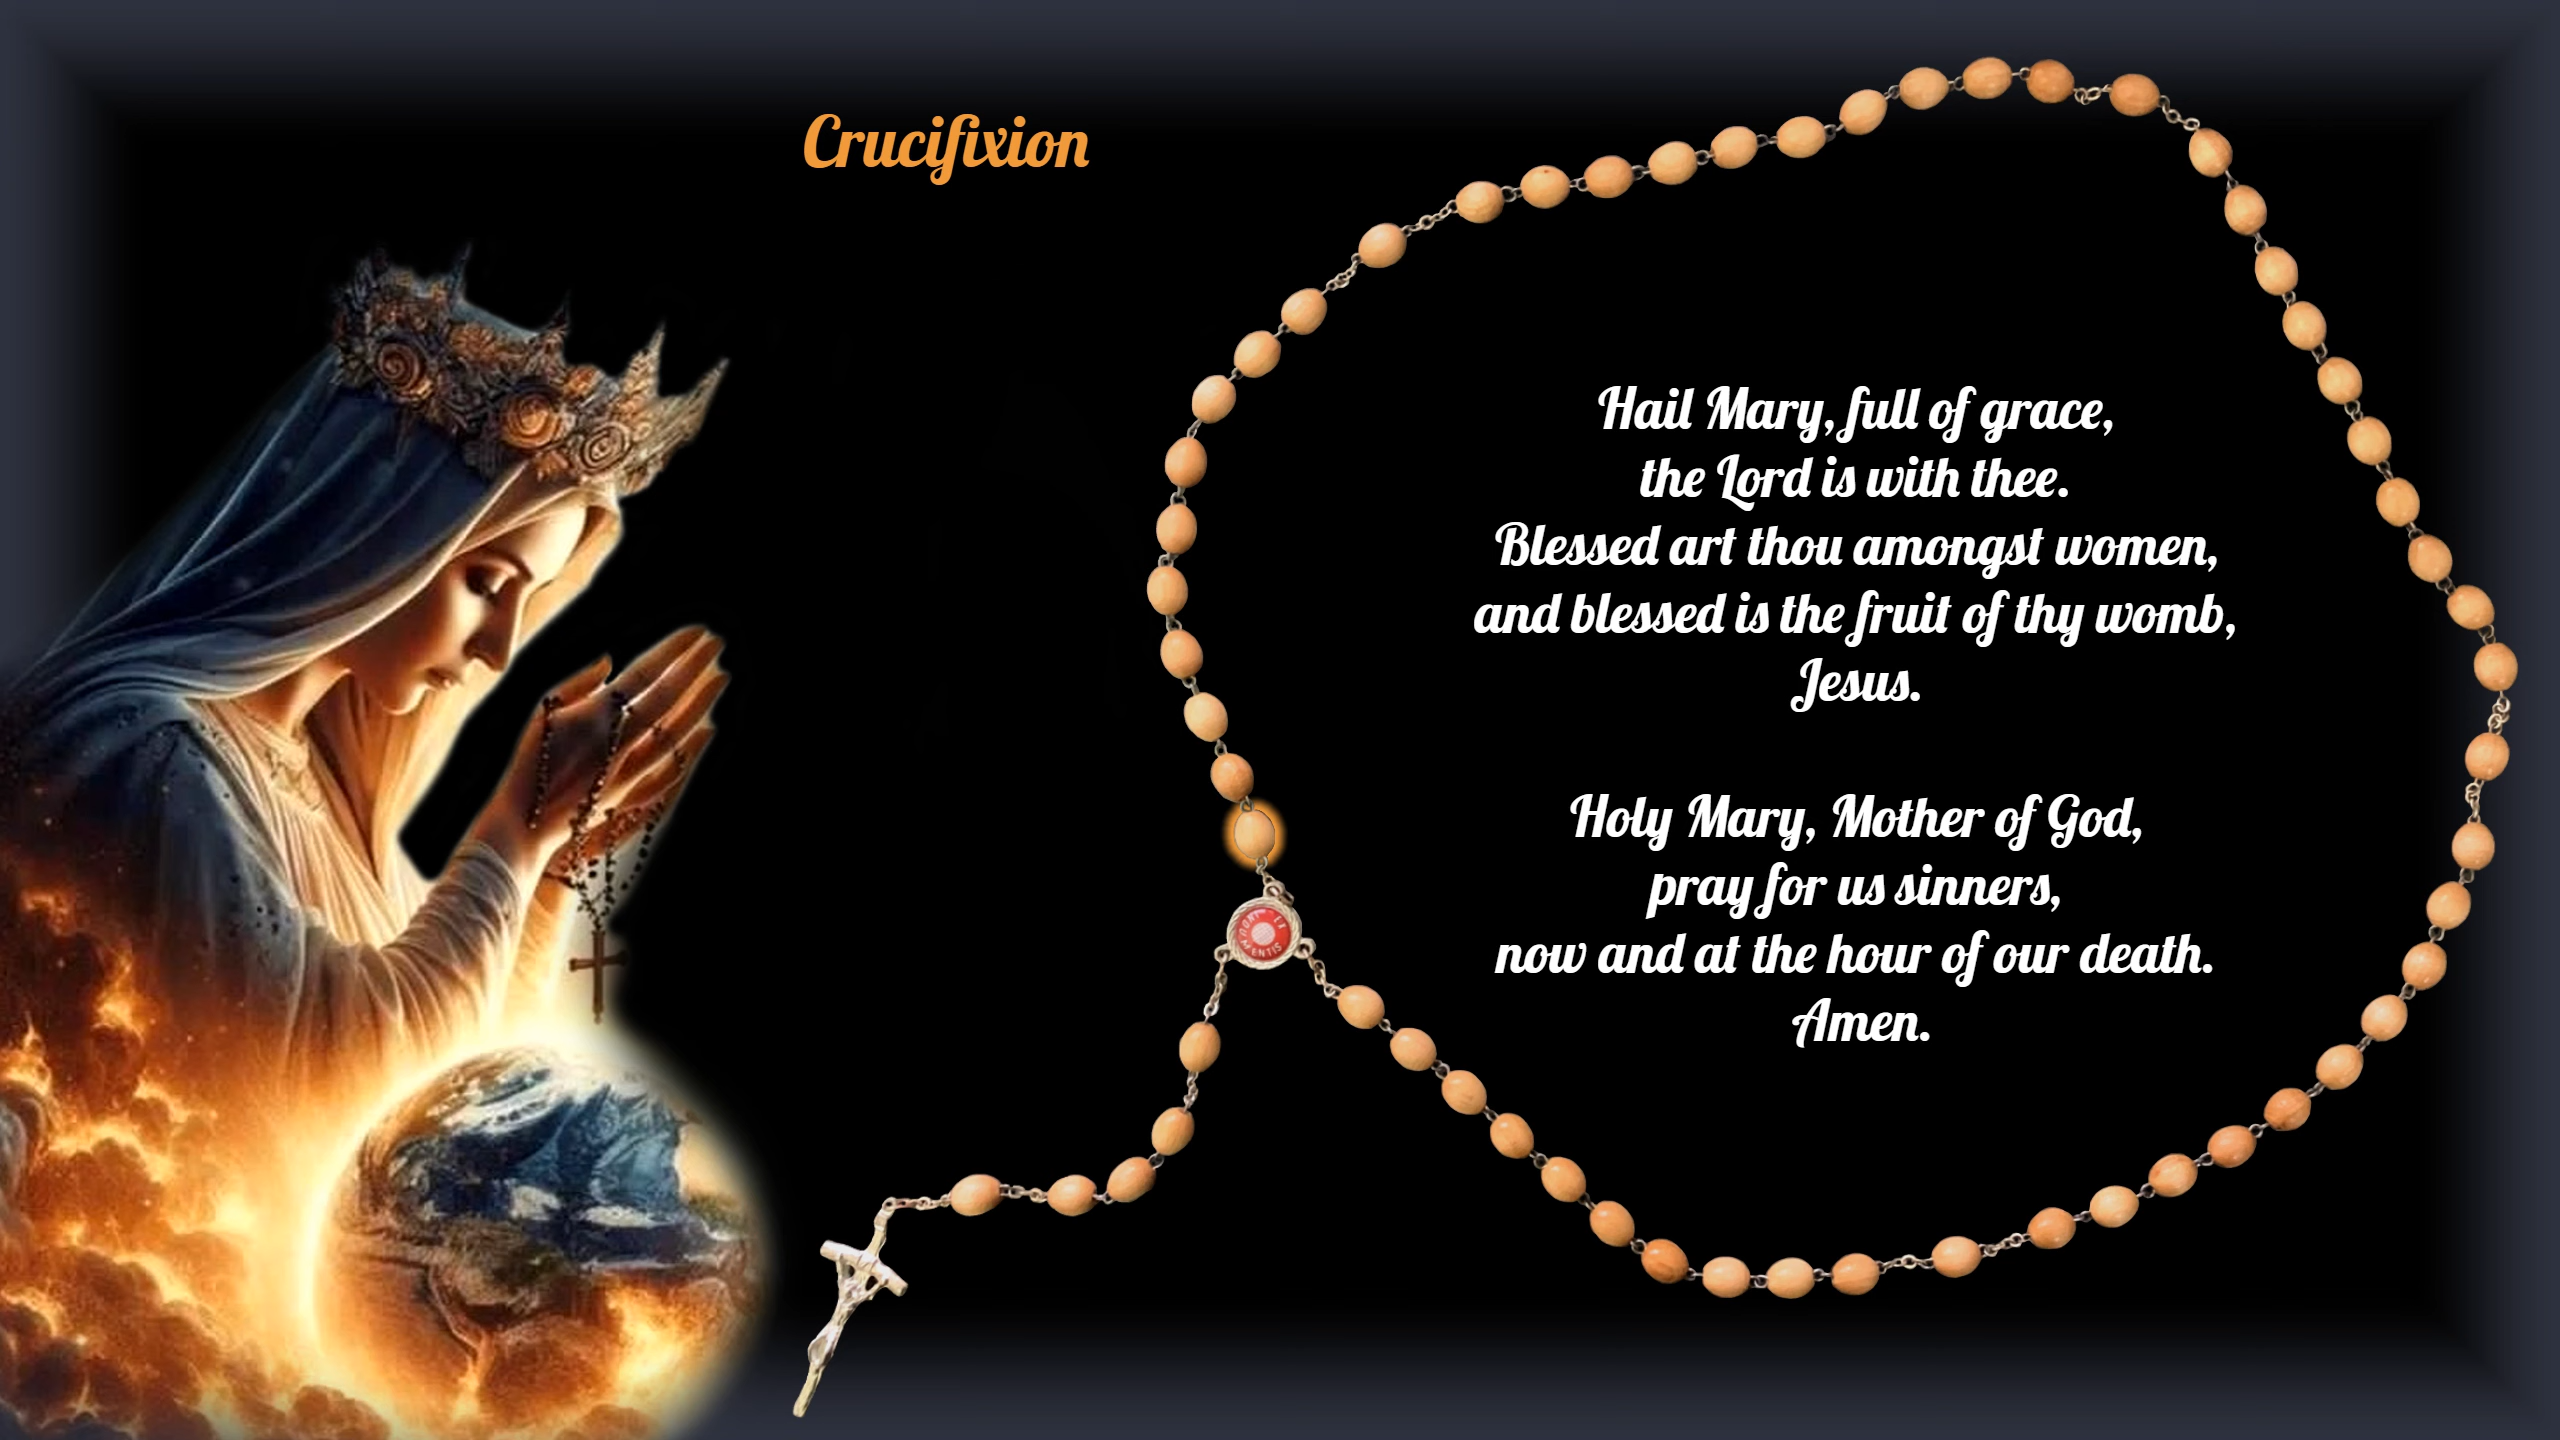 Crucifixion
Hail Mary, full of grace,
the Lord is with thee.
Blessed art thou amongst women,
and blessed is the fruit of thy womb,
Jesus.
Holy Mary, Mother of God,
pray for us sinners,
now and at the hour of our death.
Amen.